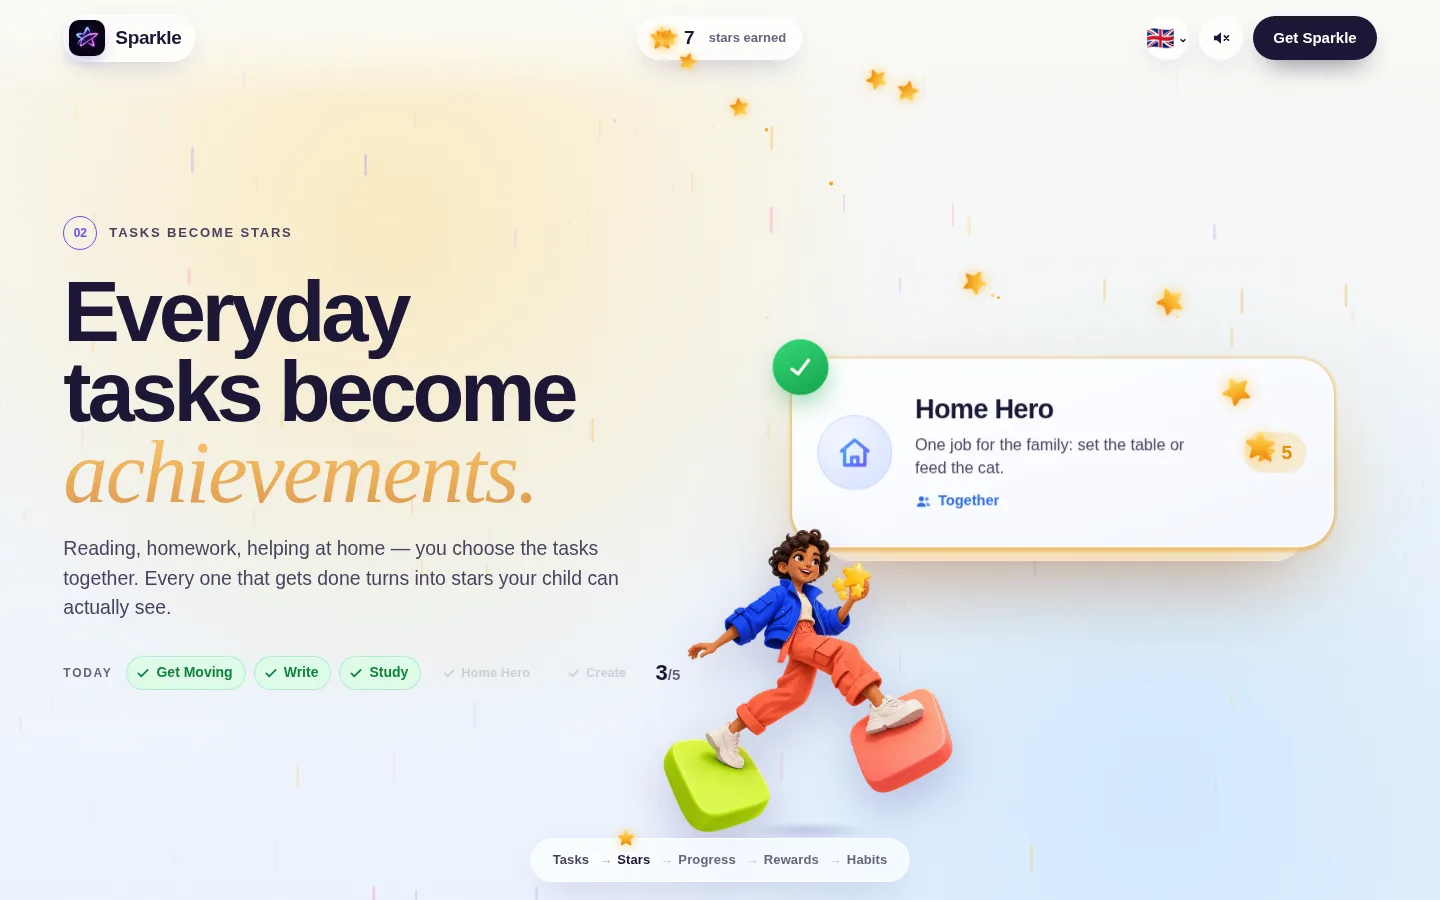 Sparkle
7 stars earned
Get Sparkle
02 TASKS BECOME STARS
Everyday
tasks become
achievements.
Reading, homework, helping at home — you choose the tasks
together. Every one that gets done turns into stars your child can
actually see.
TODAY Get Moving Write Study Home Hero Create 3/5
Home Hero
One job for the family: set the table or
feed the cat.
Together
5
Tasks → Stars → Progress → Rewards → Habits